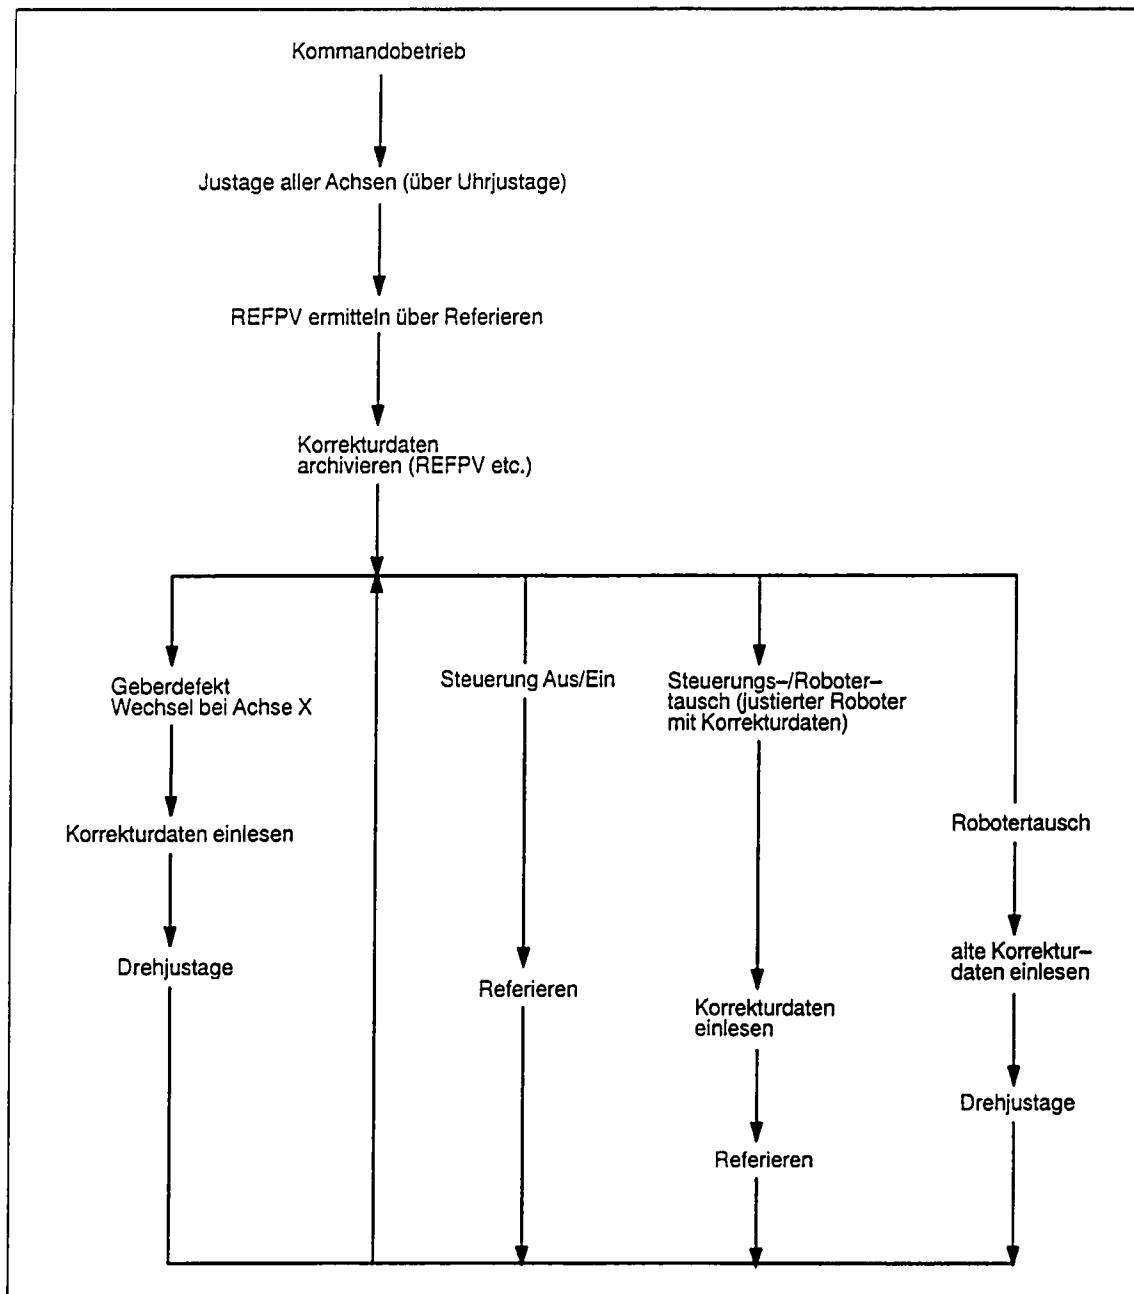 Kommandobetrieb
Justage aller Achsen (über Uhrjustage)
REFPV ermitteln über Referieren
Korrekturdaten
archivieren (REFPV etc.)
Geberdefekt
Wechsel bei Achse X
Korrekturdaten einlesen
Drehjustage
Steuerung Aus/Ein
Referieren
Steuerungs–/Roboter–
tausch (justierter Roboter
mit Korrekturdaten)
Korrekturdaten
einlesen
Referieren
Robotertausch
alte Korrektur–
daten einlesen
Drehjustage